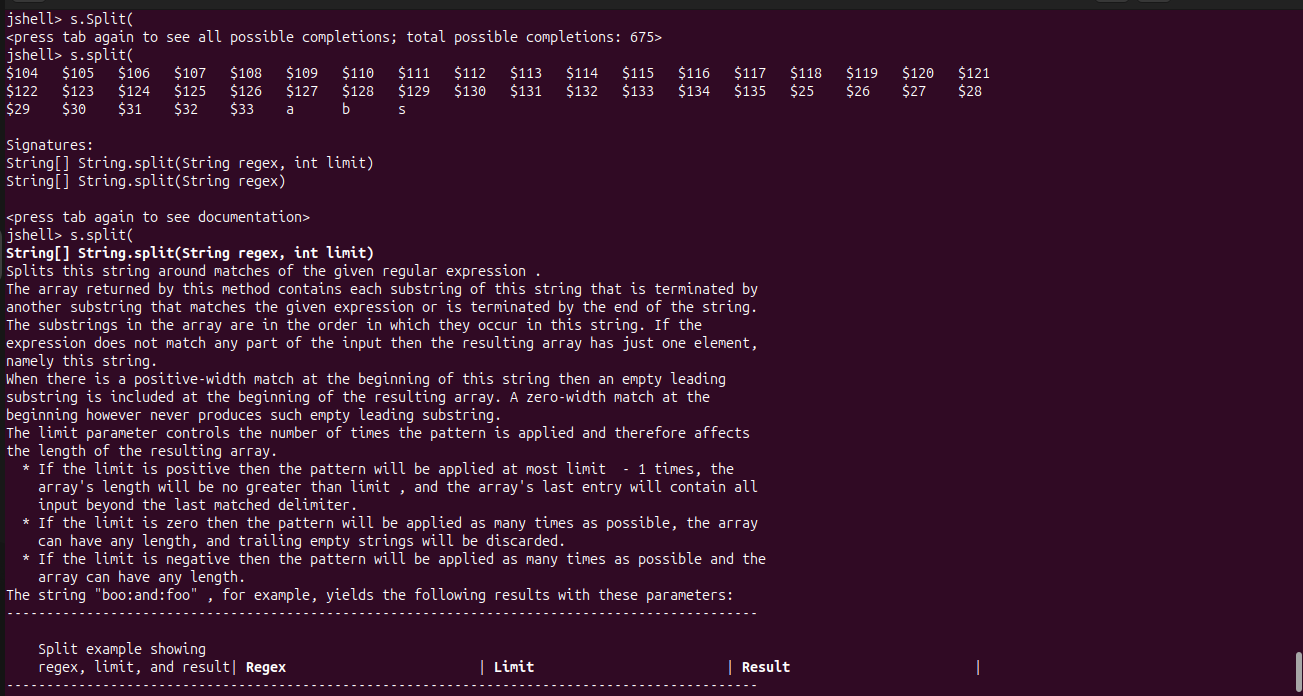 jshell> s.Split(
<press tab again to see all possible completions; total possible completions: 675>
jshell> s.split(
$104 $105 $106 $107 $108 $109 $110 $111 $112 $113 $114 $115 $116 $117 $118 $119 $120 $121
$122 $123 $124 $125 $126 $127 $128 $129 $130 $131 $132 $133 $134 $135 $25 $26 $27 $28
$29 $30 $31 $32 $33 a b s
Signatures:
String[] String.split(String regex, int limit)
String[] String.split(String regex)
<press tab again to see documentation>
jshell> s.split(
String[] String.split(String regex, int limit)
Splits this string around matches of the given regular expression .
The array returned by this method contains each substring of this string that is terminated by
another substring that matches the given expression or is terminated by the end of the string.
The substrings in the array are in the order in which they occur in this string. If the
expression does not match any part of the input then the resulting array has just one element,
namely this string.
When there is a positive-width match at the beginning of this string then an empty leading
substring is included at the beginning of the resulting array. A zero-width match at the
beginning however never produces such empty leading substring.
The limit parameter controls the number of times the pattern is applied and therefore affects
the length of the resulting array.
* If the limit is positive then the pattern will be applied at most limit  - 1 times, the
array's length will be no greater than limit , and the array's last entry will contain all
input beyond the last matched delimiter.
* If the limit is zero then the pattern will be applied as many times as possible, the array
can have any length, and trailing empty strings will be discarded.
* If the limit is negative then the pattern will be applied as many times as possible and the
array can have any length.
The string "boo:and:foo" , for example, yields the following results with these parameters:
----------------------------------------------------------------------------------------------
Split example showing
regex, limit, and result| Regex | Limit | Result |
----------------------------------------------------------------------------------------------